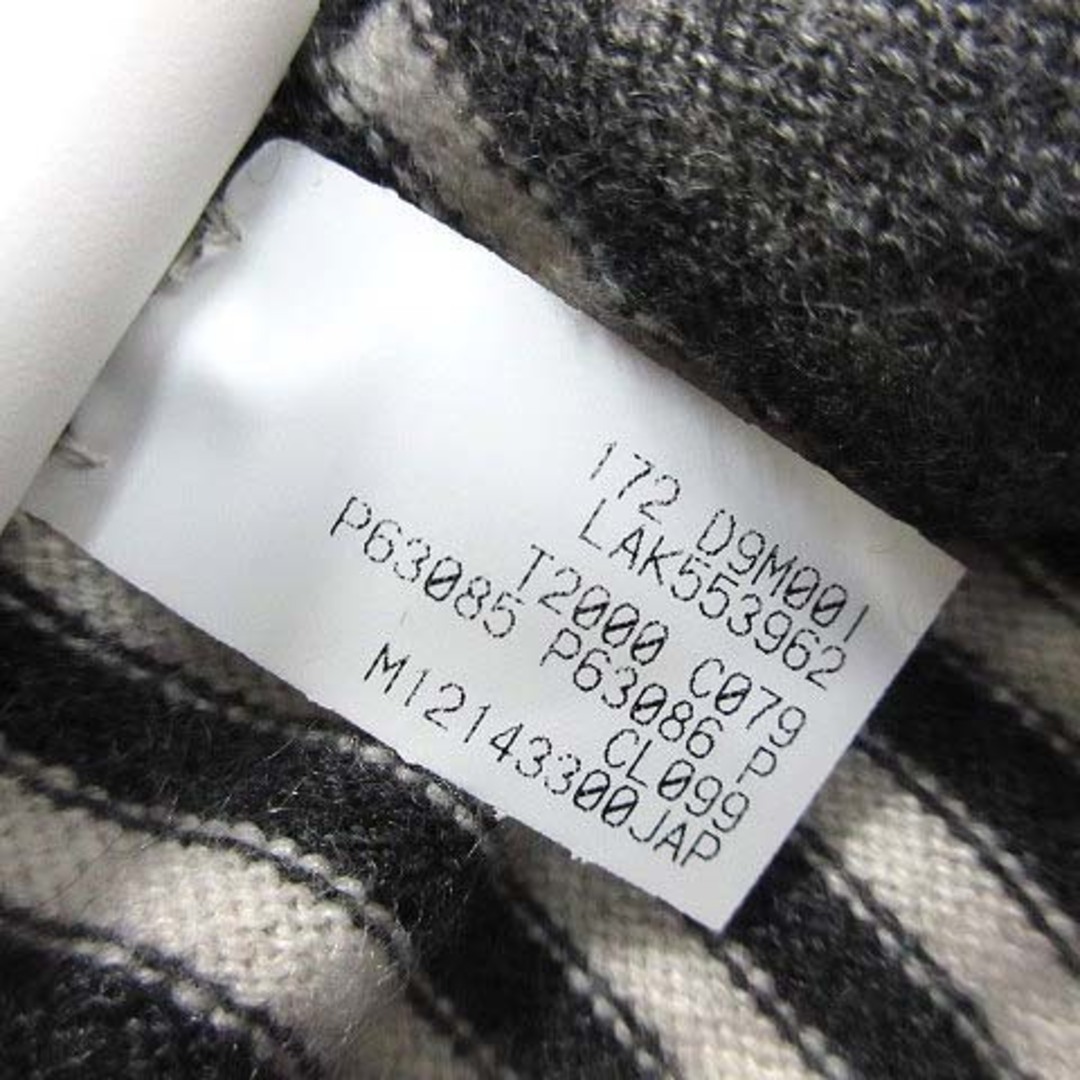 172 D9M001
LAK553962
T2000 C079
P63085 P63086 P
CL099
M12143300JAP